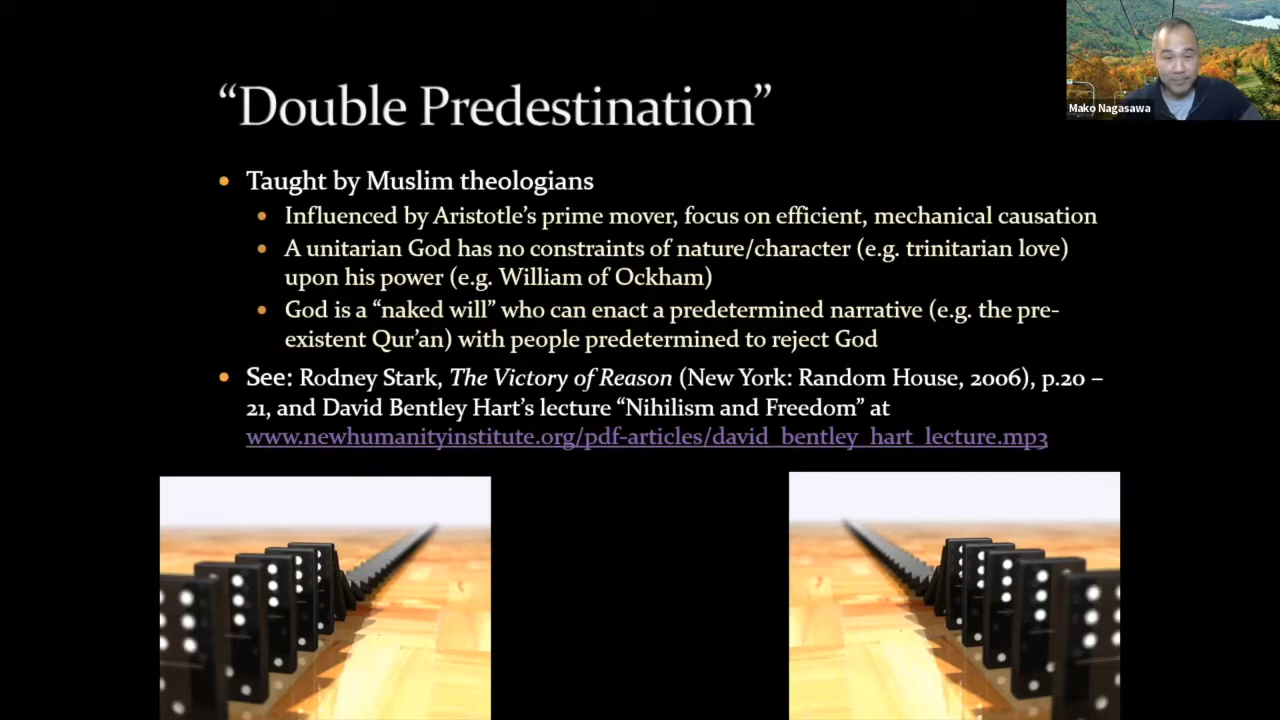 Mako Nagasawa
“Double Predestination”
• Taught by Muslim theologians
• Influenced by Aristotle’s prime mover, focus on efficient, mechanical causation
• A unitarian God has no constraints of nature/character (e.g. trinitarian love)
upon his power (e.g. William of Ockham)
• God is a “naked will” who can enact a predetermined narrative (e.g. the pre-
existent Qur’an) with people predetermined to reject God
• See: Rodney Stark, The Victory of Reason (New York: Random House, 2006), p.20 –
21, and David Bentley Hart’s lecture “Nihilism and Freedom” at
www.newhumanityinstitute.org/pdf-articles/david_bentley_hart_lecture.mp3